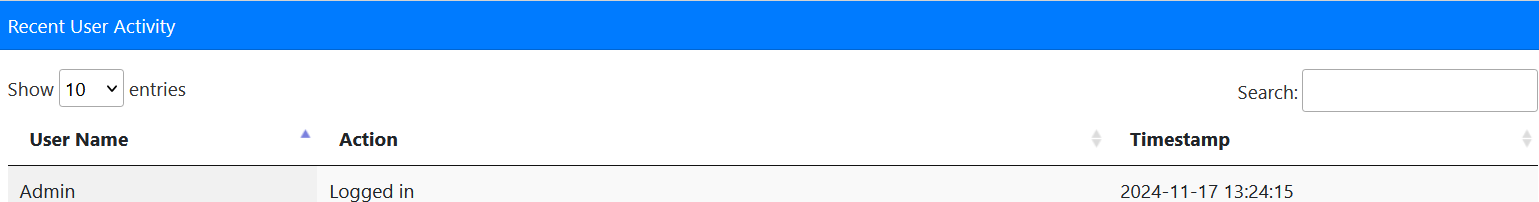 Recent User Activity
Show 10 entries
Search:
User Name Action Timestamp
Admin Logged in 2024-11-17 13:24:15